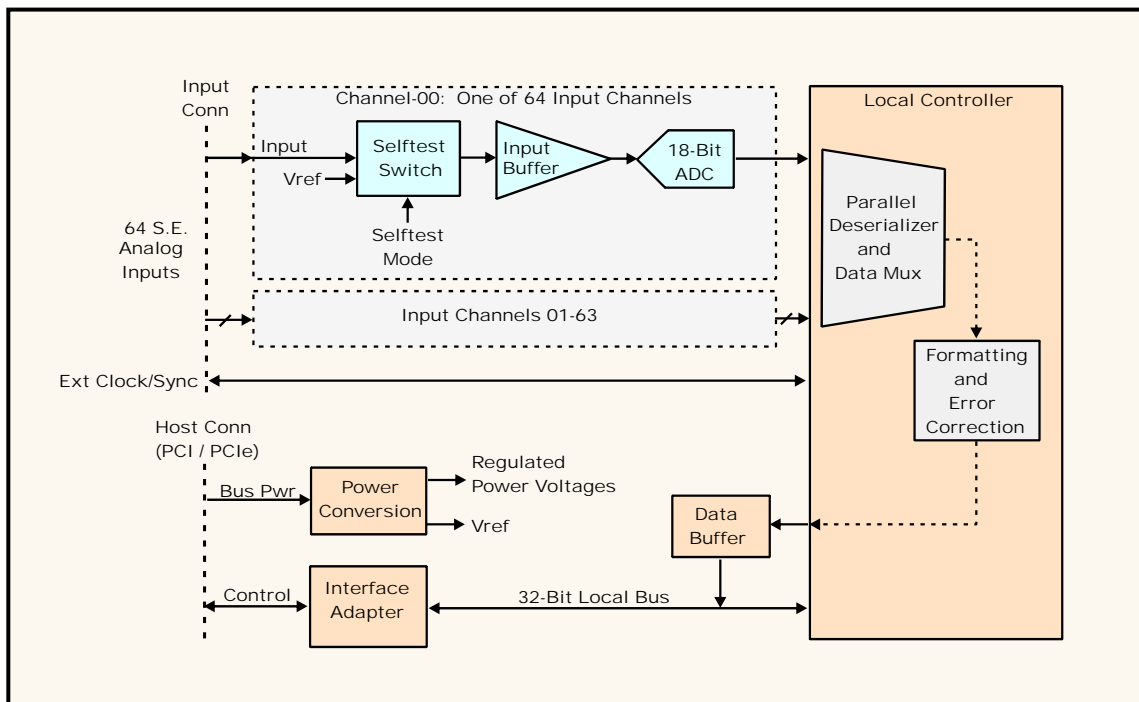 Input
Conn
Channel-00: One of 64 Input Channels
Local Controller
Input
Vref
Selftest
Switch
Input
Buffer
18-Bit
ADC
Selftest
Mode
64 S.E.
Analog
Inputs
Parallel
Deserializer
and
Data Mux
Input Channels 01-63
Ext Clock/Sync
Formatting
and
Error
Correction
Host Conn
(PCI / PCIe)
Bus Pwr
Power
Conversion
Regulated
Power Voltages
Vref
Data
Buffer
Control
Interface
Adapter
32-Bit Local Bus